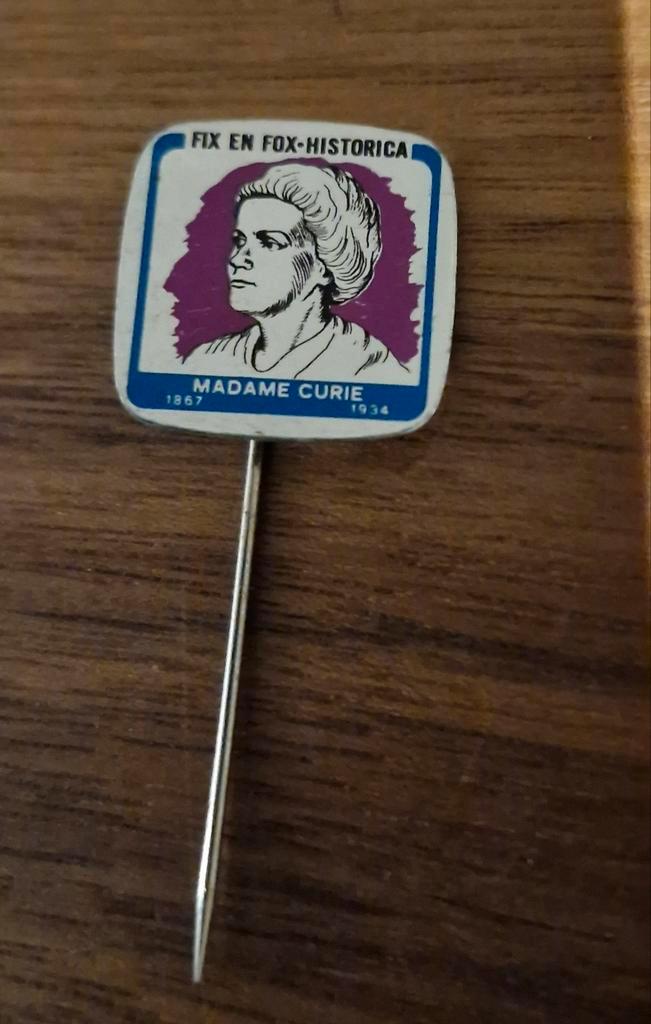 FIX EN FOX-HISTORICA
MADAME CURIE
1867 1934